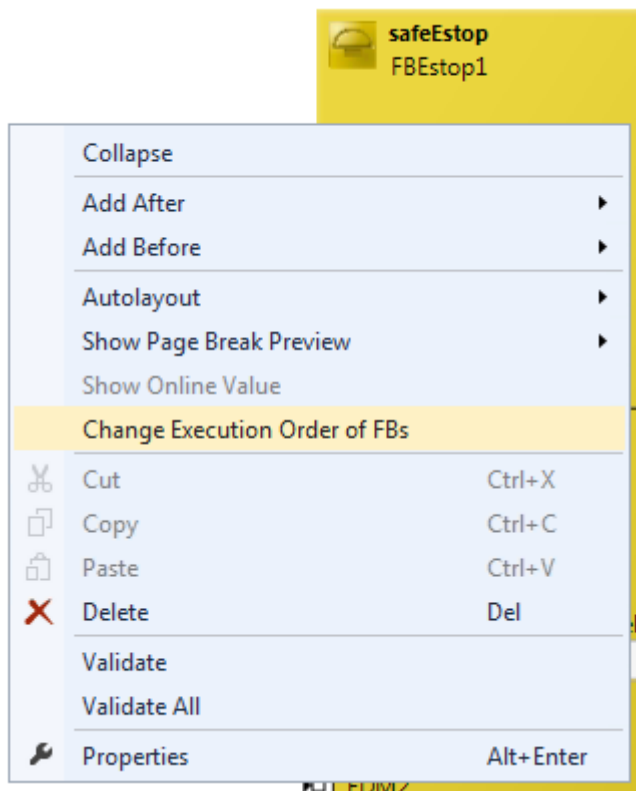 safeEstop
FBEstop1
Collapse
Add After
Add Before
Autolayout
Show Page Break Preview
Show Online Value
Change Execution Order of FBs
Cut Ctrl+X
Copy Ctrl+C
Paste Ctrl+V
Delete Del
Validate
Validate All
Properties Alt+Enter
EDM2